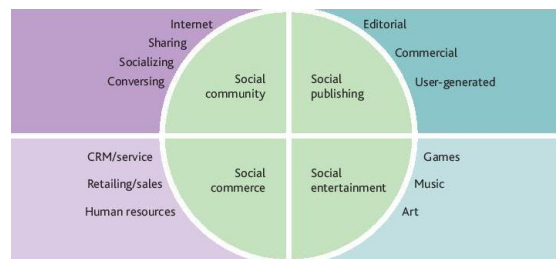 Internet
Sharing
Socializing
Conversing
Social
community
Social
publishing
Editorial
Commercial
User-generated
CRM/service
Retailing/sales
Human resources
Social
commerce
Social
entertainment
Games
Music
Art